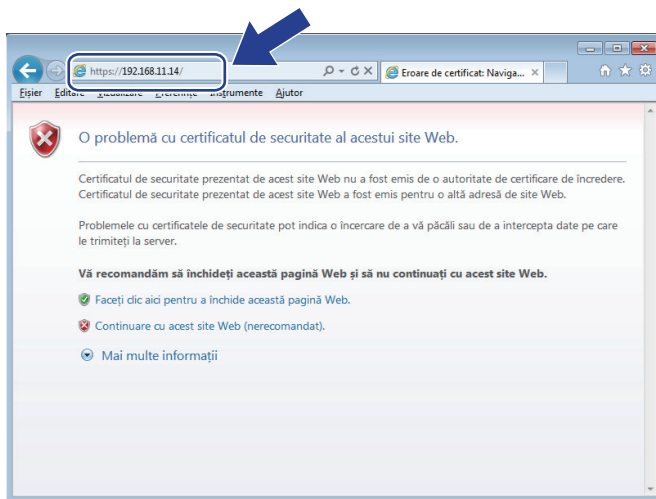 https://192.168.11.14/
Eroare de certificat: Naviga...
Fișier Editare Vizualizare Preferințe Instrumente Ajutor
O problemă cu certificatul de securitate al acestui site Web.
Certificatul de securitate prezentat de acest site Web nu a fost emis de o autoritate de certificare de încredere.
Certificatul de securitate prezentat de acest site Web a fost emis pentru o altă adresă de site Web.
Problemele cu certificatele de securitate pot indica o încercare de a vă păcăli sau de a intercepta date pe care
le trimiteți la server.
Vă recomandăm să închideți această pagină Web și să nu continuați cu acest site Web.
Faceți clic aici pentru a închide această pagină Web.
Continuare cu acest site Web (nerecomandat).
Mai multe informații